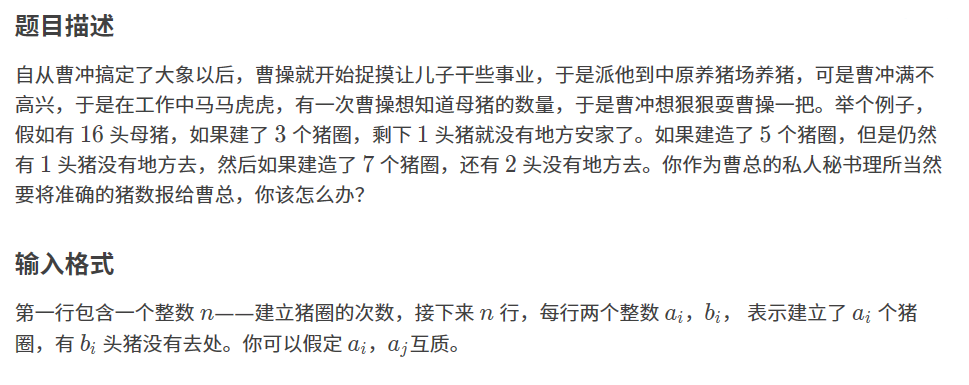 题目描述
自从曹冲搞定了大象以后，曹操就开始捉摸让儿子干些事业，于是派他到中原养猪场养猪，可是曹冲满不
高兴，于是在工作中马马虎虎，有一次曹操想知道母猪的数量，于是曹冲想狠狠耍曹操一把。举个例子，
假如有 16 头母猪，如果建了 3 个猪圈，剩下 1 头猪就没有地方安家了。如果建造了 5 个猪圈，但是仍然
有 1 头猪没有地方去，然后如果建造了 7 个猪圈，还有 2 头没有地方去。你作为曹总的私人秘书理所当然
要将准确的猪数报给曹总，你该怎么办？
输入格式
第一行包含一个整数 n——建立猪圈的次数，接下来 n 行，每行两个整数 a_i，b_i， 表示建立了 a_i 个猪
圈，有 b_i 头猪没有去处。你可以假定 a_i，a_j互质。